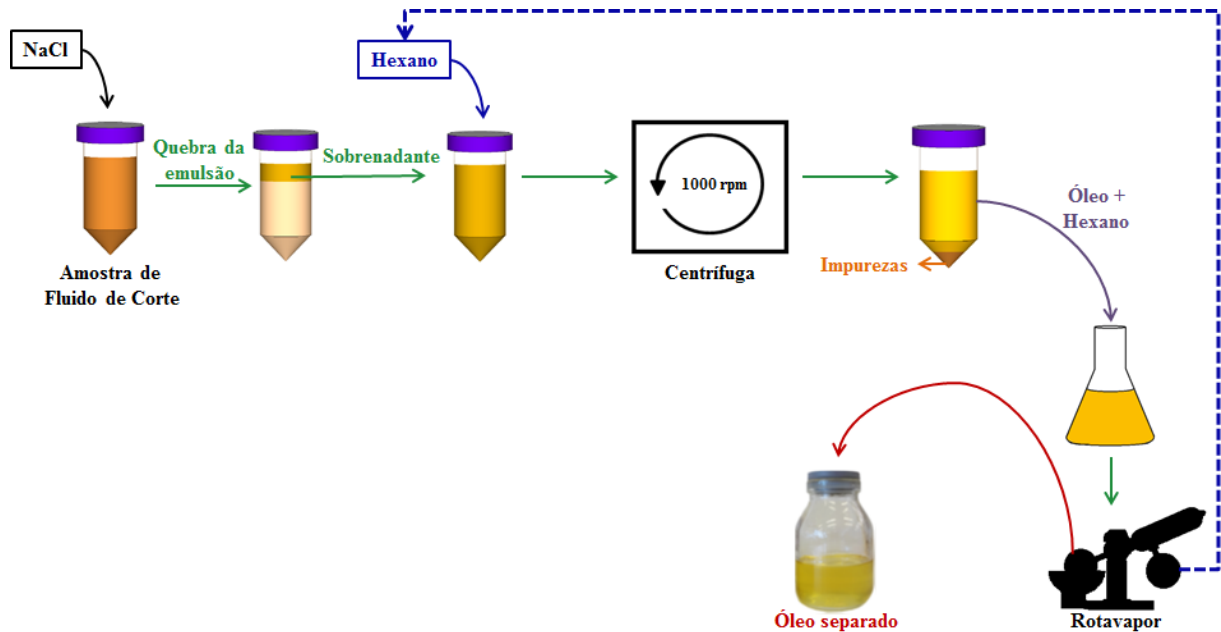 NaCl
Hexano
Quebra da
emulsão
Sobrenadante
1000 rpm
Óleo +
Hexano
Amostra de
Fluido de Corte
Centrífuga
Impurezas
Óleo separado
Rotavapor